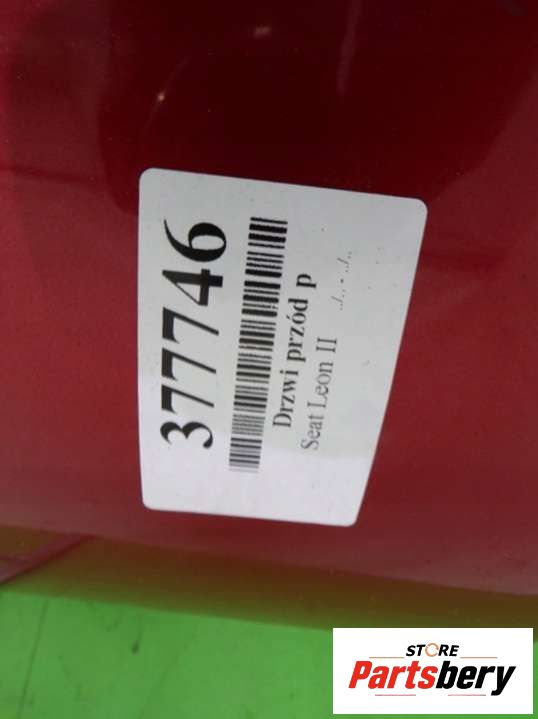 377746
Drzwi przód p
Seat Leon II ../.. - ../..
STORE
Partsbery